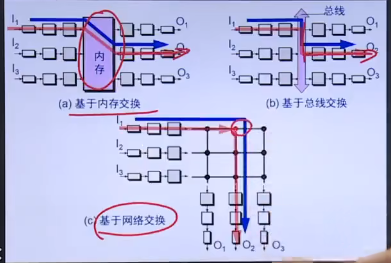 总线
I₁
O₁
I₁
O₁
I₂
内存
O₂
I₂
O₂
I₃
O₃
I₃
O₃
(a) 基于内存交换
(b) 基于总线交换
I₁
I₂
I₃
(c) 基于网络交换
O₁
O₂
O₃